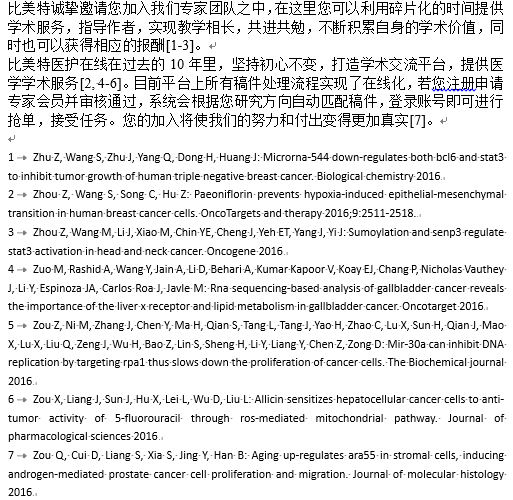 比美特诚挚邀请您加入我们专家团队之中,在这里您可以利用碎片化的时间提供
学术服务，指导作者，实现教学相长，共进共勉，不断积累自身的学术价值，同
时也可以获得相应的报酬[1-3]。
比美特医护在线在过去的 10 年里，坚持初心不变，打造学术交流平台，提供医
学学术服务[2, 4-6]。目前平台上所有稿件处理流程实现了在线化，若您注册申请
专家会员并审核通过，系统会根据您研究方向自动匹配稿件，登录账号即可进行
抢单，接受任务。您的加入将使我们的努力和付出变得更加真实[7]。
1 Zhu Z, Wang S, Zhu J, Yang Q, Dong H, Huang J: Microrna-544 down-regulates both bcl6 and stat3
to inhibit tumor growth of human triple negative breast cancer. Biological chemistry 2016.
2 Zhou Z, Wang S, Song C, Hu Z: Paeoniflorin prevents hypoxia-induced epithelial-mesenchymal
transition in human breast cancer cells. OncoTargets and therapy 2016;9:2511-2518.
3 Zhou Z, Wang M, Li J, Xiao M, Chin YE, Cheng J, Yeh ET, Yang J, Yi J: Sumoylation and senp3 regulate
stat3 activation in head and neck cancer. Oncogene 2016
4 Zuo M, Rashid A, Wang Y, Jain A, Li D, Behari A, Kumar Kapoor V, Koay EJ, Chang P, Nicholas Vauthey
J, Li Y, Espinoza JA, Carlos Roa J, Javle M: Rna sequencing-based analysis of gallbladder cancer reveals
the importance of the liver x receptor and lipid metabolism in gallbladder cancer. Oncotarget 2016.
5 Zou Z, Ni M, Zhang J, Chen Y, Ma H, Qian S, Tang L, Tang J, Yao H, Zhao C, Lu X, Sun H, Qian J, Mao
X, Lu X, Liu Q, Zeng J, Wu H, Bao Z, Lin S, Sheng H, Li Y, Liang Y, Chen Z, Zong D: Mir-30a can inhibit DNA
replication by targeting rpa1 thus slows down the proliferation of cancer cells. The Biochemical journal
2016.
6 Zou X, Liang J, Sun J, Hu X, Lei L, Wu D, Liu L: Allicin sensitizes hepatocellular cancer cells to anti-
tumor activity of 5-fluorouracil through ros-mediated mitochondrial pathway. Journal of
pharmacological sciences 2016.
7 Zou Q, Cui D, Liang S, Xia S, Jing Y, Han B: Aging up-regulates ara55 in stromal cells, inducing
androgen-mediated prostate cancer cell proliferation and migration. Journal of molecular histology
2016.